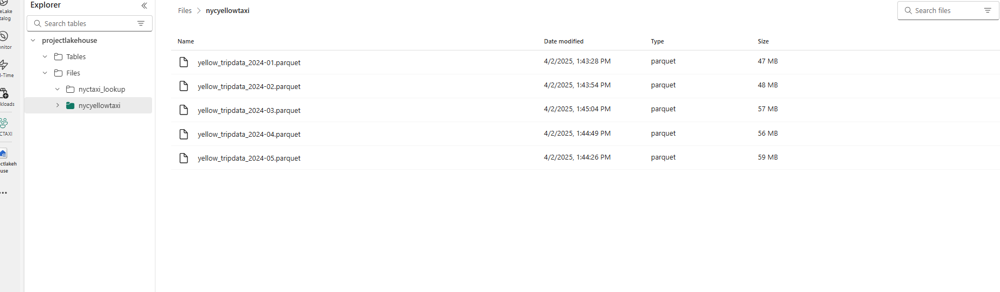 eLake
talog
onitor
l-Time
kloads
CTAXI
ectlakeh
use
Explorer
Search tables
projectlakehouse
Tables
Files
nyctaxi_lookup
nycyellowtaxi
Files > nycyellowtaxi
Search files
Name Date modified Type Size
yellow_tripdata_2024-01.parquet 4/2/2025, 1:43:28 PM parquet 47 MB
yellow_tripdata_2024-02.parquet 4/2/2025, 1:43:54 PM parquet 48 MB
yellow_tripdata_2024-03.parquet 4/2/2025, 1:45:04 PM parquet 57 MB
yellow_tripdata_2024-04.parquet 4/2/2025, 1:44:49 PM parquet 56 MB
yellow_tripdata_2024-05.parquet 4/2/2025, 1:44:26 PM parquet 59 MB